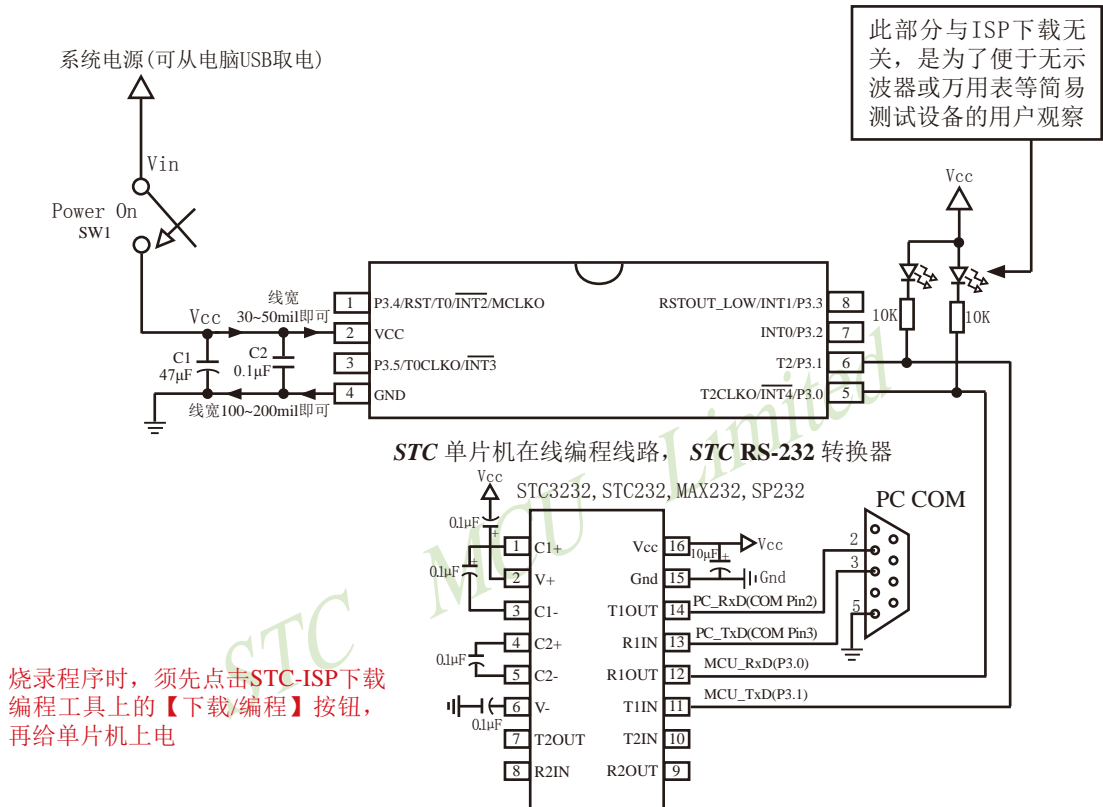 系统电源(可从电脑USB取电)
此部分与ISP下载无
关，是为了便于无示
波器或万用表等简易
测试设备的用户观察
Vin
Power On
SW1
Vcc
线宽
30~50mil即可
Vcc
C1
47μF
C2
0.1μF
线宽100~200mil即可
1 P3.4/RST/T0/INT2/MCLKO
2 VCC
3 P3.5/T0CLKO/INT3
4 GND
RSTOUT_LOW/INT1/P3.3 8
INT0/P3.2 7
T2/P3.1 6
T2CLKO/INT4/P3.0 5
10K
10K
STC 单片机在线编程线路， STC RS-232 转换器
STC3232,STC232,MAX232,SP232
Vcc
0.1μF
0.1μF
0.1μF
0.1μF
1 C1+
2 V+
3 C1-
4 C2+
5 C2-
6 V-
7 T2OUT
8 R2IN
Vcc 16
Gnd 15
T1OUT 14
R1IN 13
R1OUT 12
T1IN 11
T2IN 10
R2OUT 9
Vcc
10μF
+
+
+
Gnd
PC_RxD(COM Pin2)
PC_TxD(COM Pin3)
MCU_RxD(P3.0)
MCU_TxD(P3.1)
PC COM
2
3
5
烧录程序时，须先点击STC-ISP下载
编程工具上的【下载/编程】按钮，
再给单片机上电
STC MCU Limited